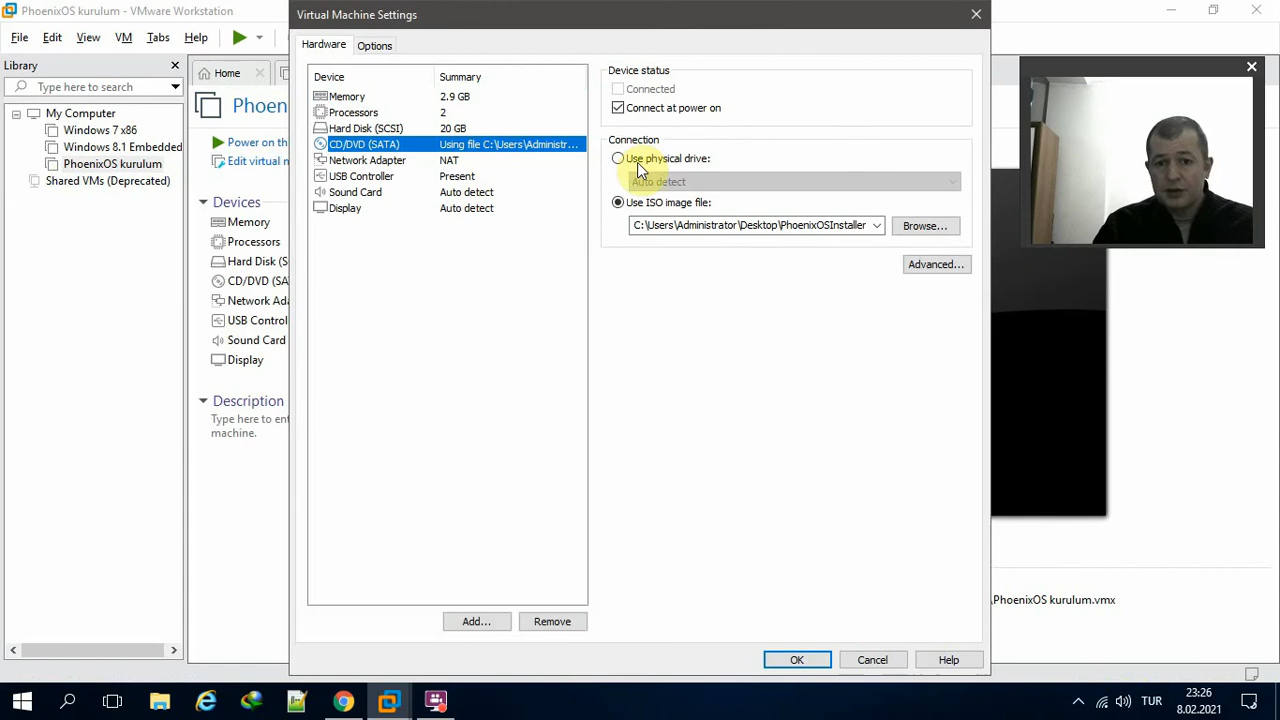 PhoenixOS kurulum - VMware Workstation
File Edit View VM Tabs Help
Library
Type here to search
My Computer
Windows 7 x86
Windows 8.1 Embedded
PhoenixOS kurulum
Shared VMs (Deprecated)
Home
Phoen
Power on th
Edit virtual m
Devices
Memory
Processors
Hard Disk (S
CD/DVD (SA
Network Ada
USB Control
Sound Card
Display
Description
Type here to ent
machine.
Virtual Machine Settings
Hardware Options
Device Summary
Memory 2.9 GB
Processors 2
Hard Disk (SCSI) 20 GB
CD/DVD (SATA) Using file C:\Users\Administr...
Network Adapter NAT
USB Controller Present
Sound Card Auto detect
Display Auto detect
Add... Remove
Device status
Connected
Connect at power on
Connection
Use physical drive:
Auto detect
Use ISO image file:
C:\Users\Administrator\Desktop\PhoenixOSInstaller Browse...
Advanced...
OK Cancel Help
\PhoenixOS kurulum.vmx
TUR
23:26
8.02.2021